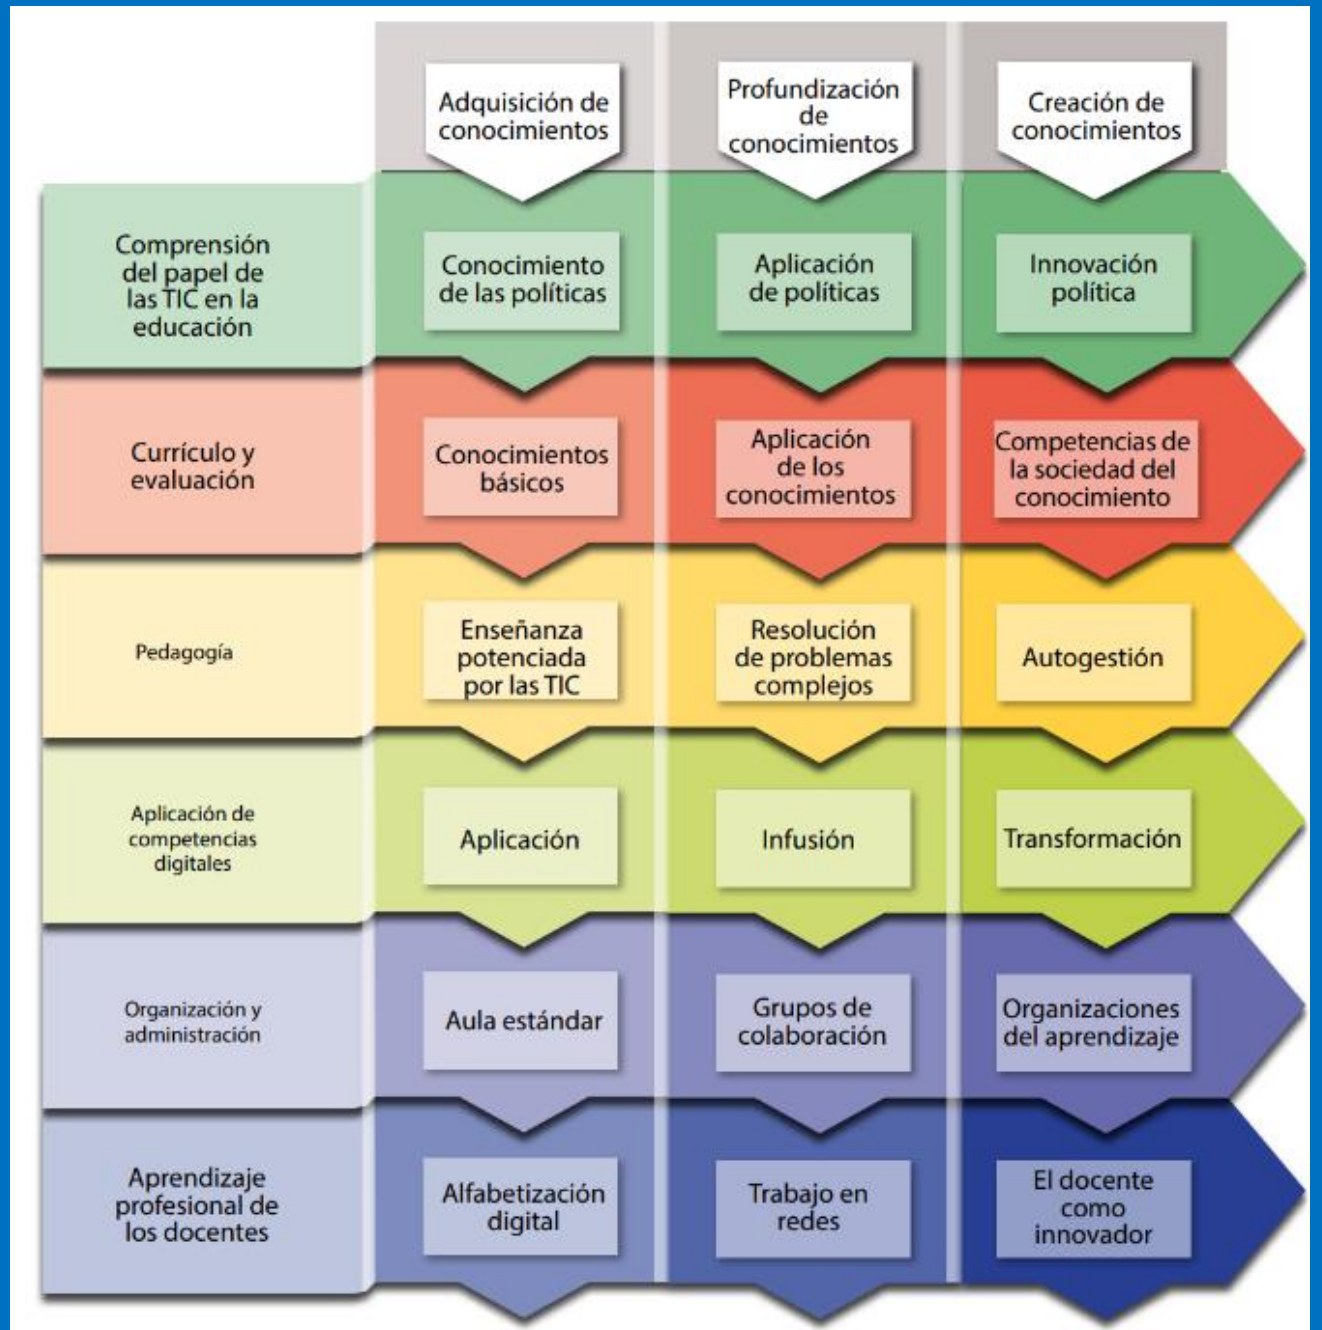 Adquisición de
conocimientos
Profundización
de
conocimientos
Creación de
conocimientos
Comprensión
del papel de
las TIC en la
educación
Conocimiento
de las políticas
Aplicación
de políticas
Innovación
política
Currículo y
evaluación
Conocimientos
básicos
Aplicación
de los
conocimientos
Competencias de
la sociedad del
conocimiento
Pedagogía
Enseñanza
potenciada
por las TIC
Resolución
de problemas
complejos
Autogestión
Aplicación de
competencias
digitales
Aplicación
Infusión
Transformación
Organización y
administración
Aula estándar
Grupos de
colaboración
Organizaciones
del aprendizaje
Aprendizaje
profesional de
los docentes
Alfabetización
digital
Trabajo en
redes
El docente
como
innovador